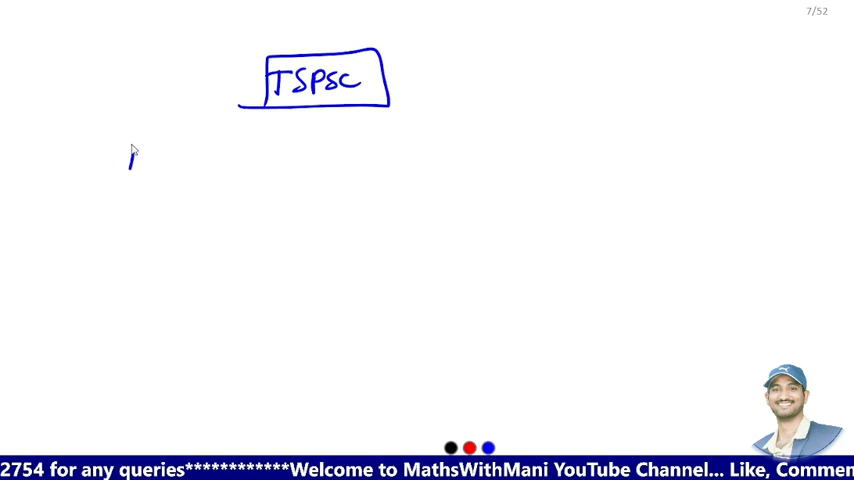 7/52
TSPSC
2754 for any queries************Welcome to MathsWithMani YouTube Channel... Like, Commen